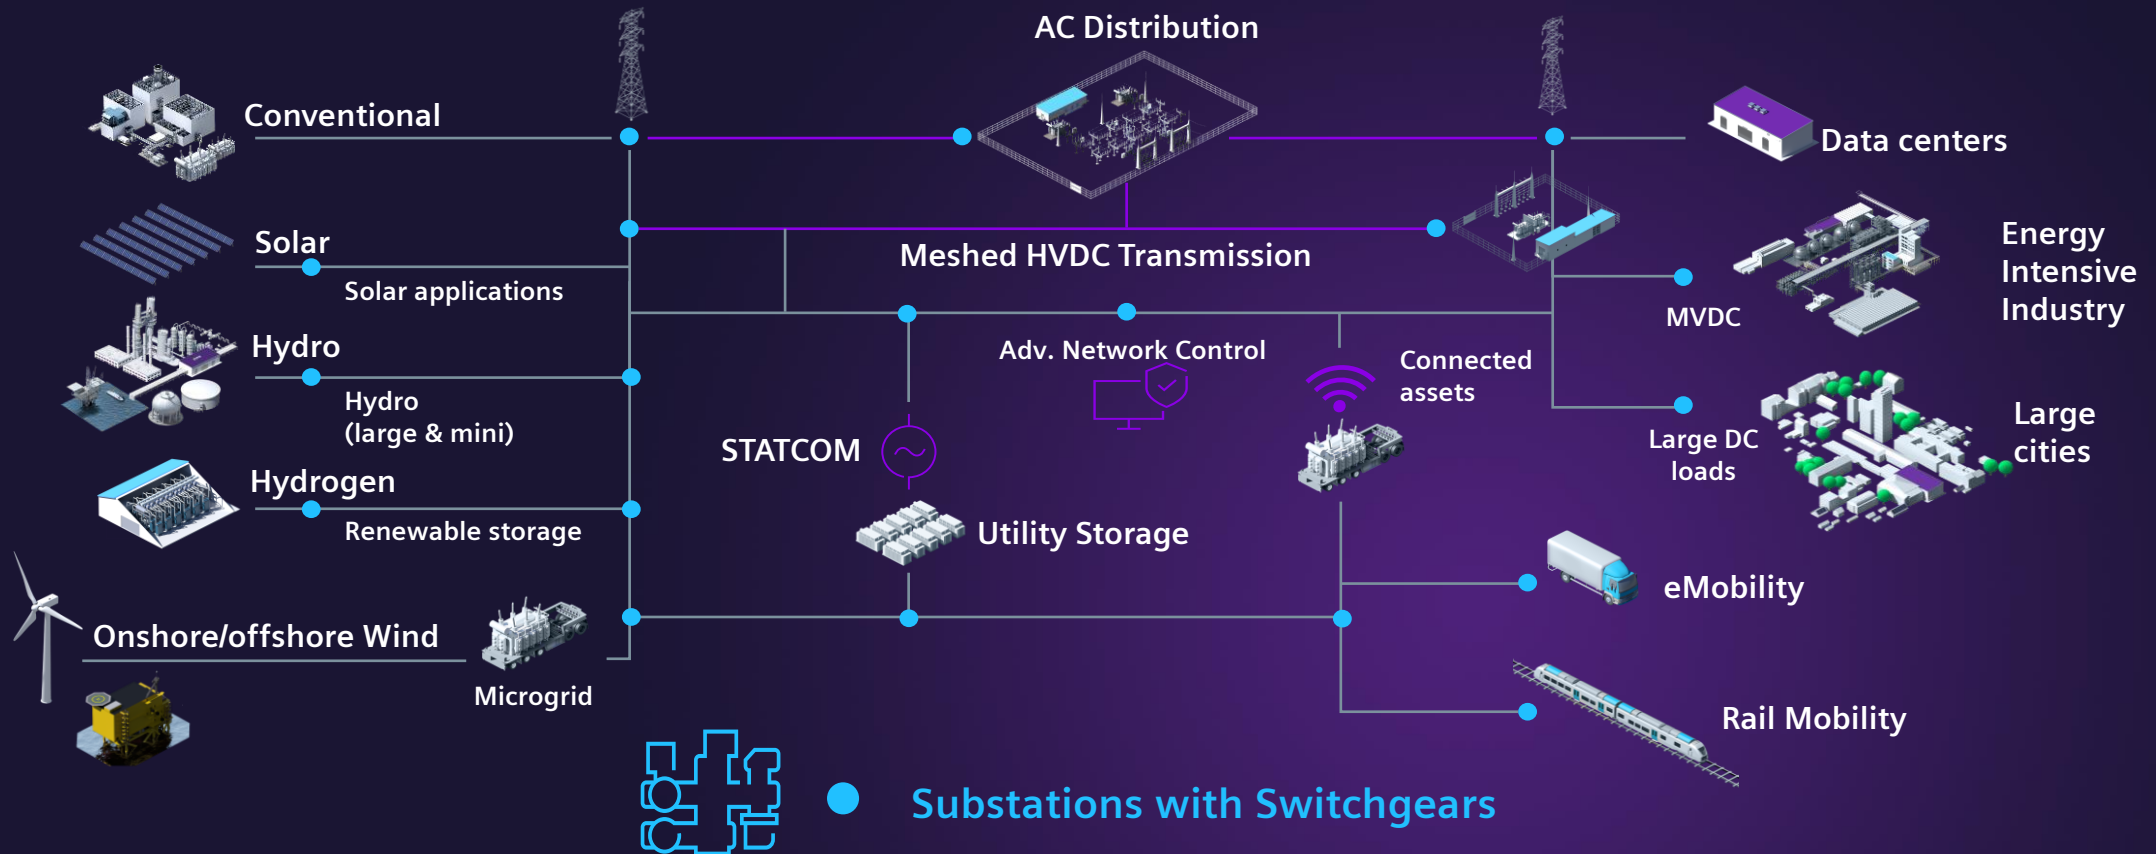 AC Distribution
Conventional
Data centers
Solar
Solar applications
Meshed HVDC Transmission
Energy
Intensive
Industry
MVDC
Hydro
Hydro
(large & mini)
Adv. Network Control
Connected
assets
STATCOM
Large DC
loads
Large
cities
Hydrogen
Renewable storage
Utility Storage
eMobility
Onshore/offshore Wind
Microgrid
Rail Mobility
Substations with Switchgears